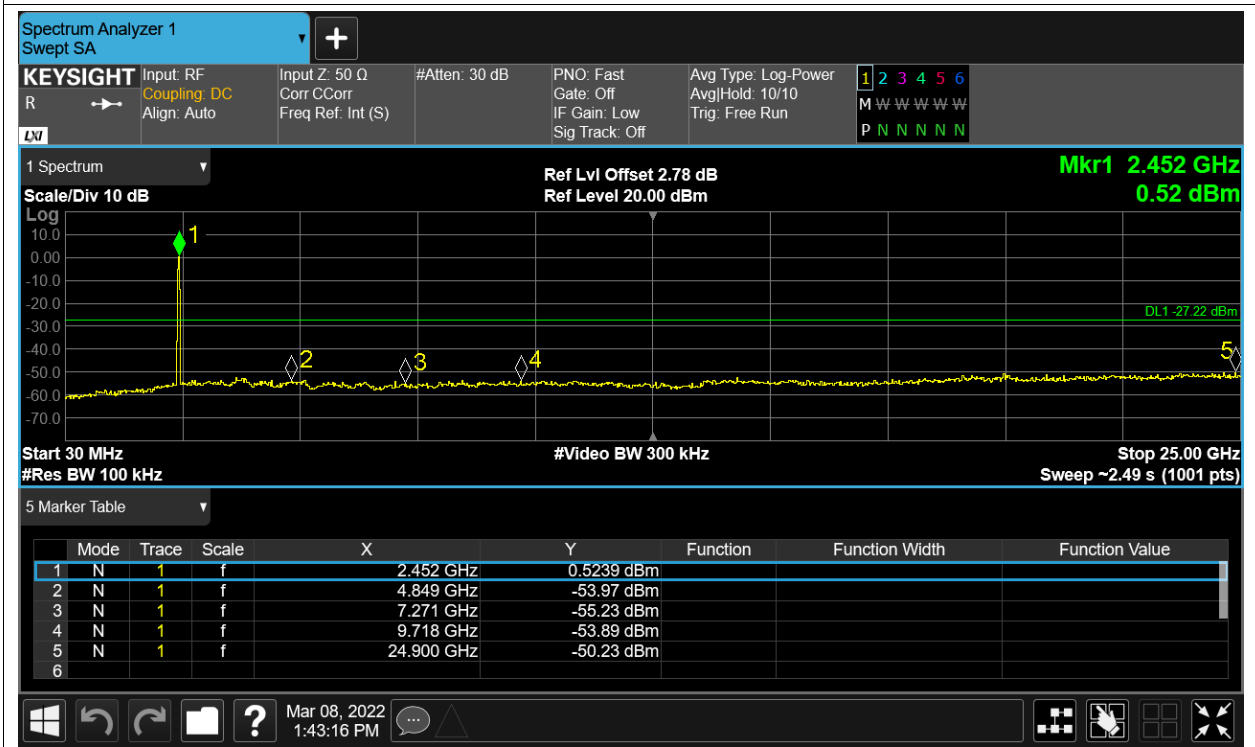 Spectrum Analyzer 1
Swept SA
+
KEYSIGHT Input: RF Input Z: 50 Ω #Atten: 30 dB PNO: Fast Avg Type: Log-Power 1 2 3 4 5 6
R Coupling: DC Corr CCorr Gate: Off Avg|Hold: 10/10 M W W W W W
Align: Auto Freq Ref: Int (S) IF Gain: Low Trig: Free Run
LXI Sig Track: Off P N N N N N
1 Spectrum Ref Lvl Offset 2.78 dB Mkr1 2.452 GHz
Scale/Div 10 dB Ref Level 20.00 dBm 0.52 dBm
Log
10.0 1
0.00
-10.0
-20.0 DL1 -27.22 dBm
-30.0
-40.0 2 3 4 5
-50.0
-60.0
-70.0
Start 30 MHz #Video BW 300 kHz Stop 25.00 GHz
#Res BW 100 kHz Sweep ~2.49 s (1001 pts)
5 Marker Table
Mode Trace Scale X Y Function Function Width Function Value
1 N 1 f 2.452 GHz 0.5239 dBm
2 N 1 f 4.849 GHz -53.97 dBm
3 N 1 f 7.271 GHz -55.23 dBm
4 N 1 f 9.718 GHz -53.89 dBm
5 N 1 f 24.900 GHz -50.23 dBm
6
? Mar 08, 2022
1:43:16 PM